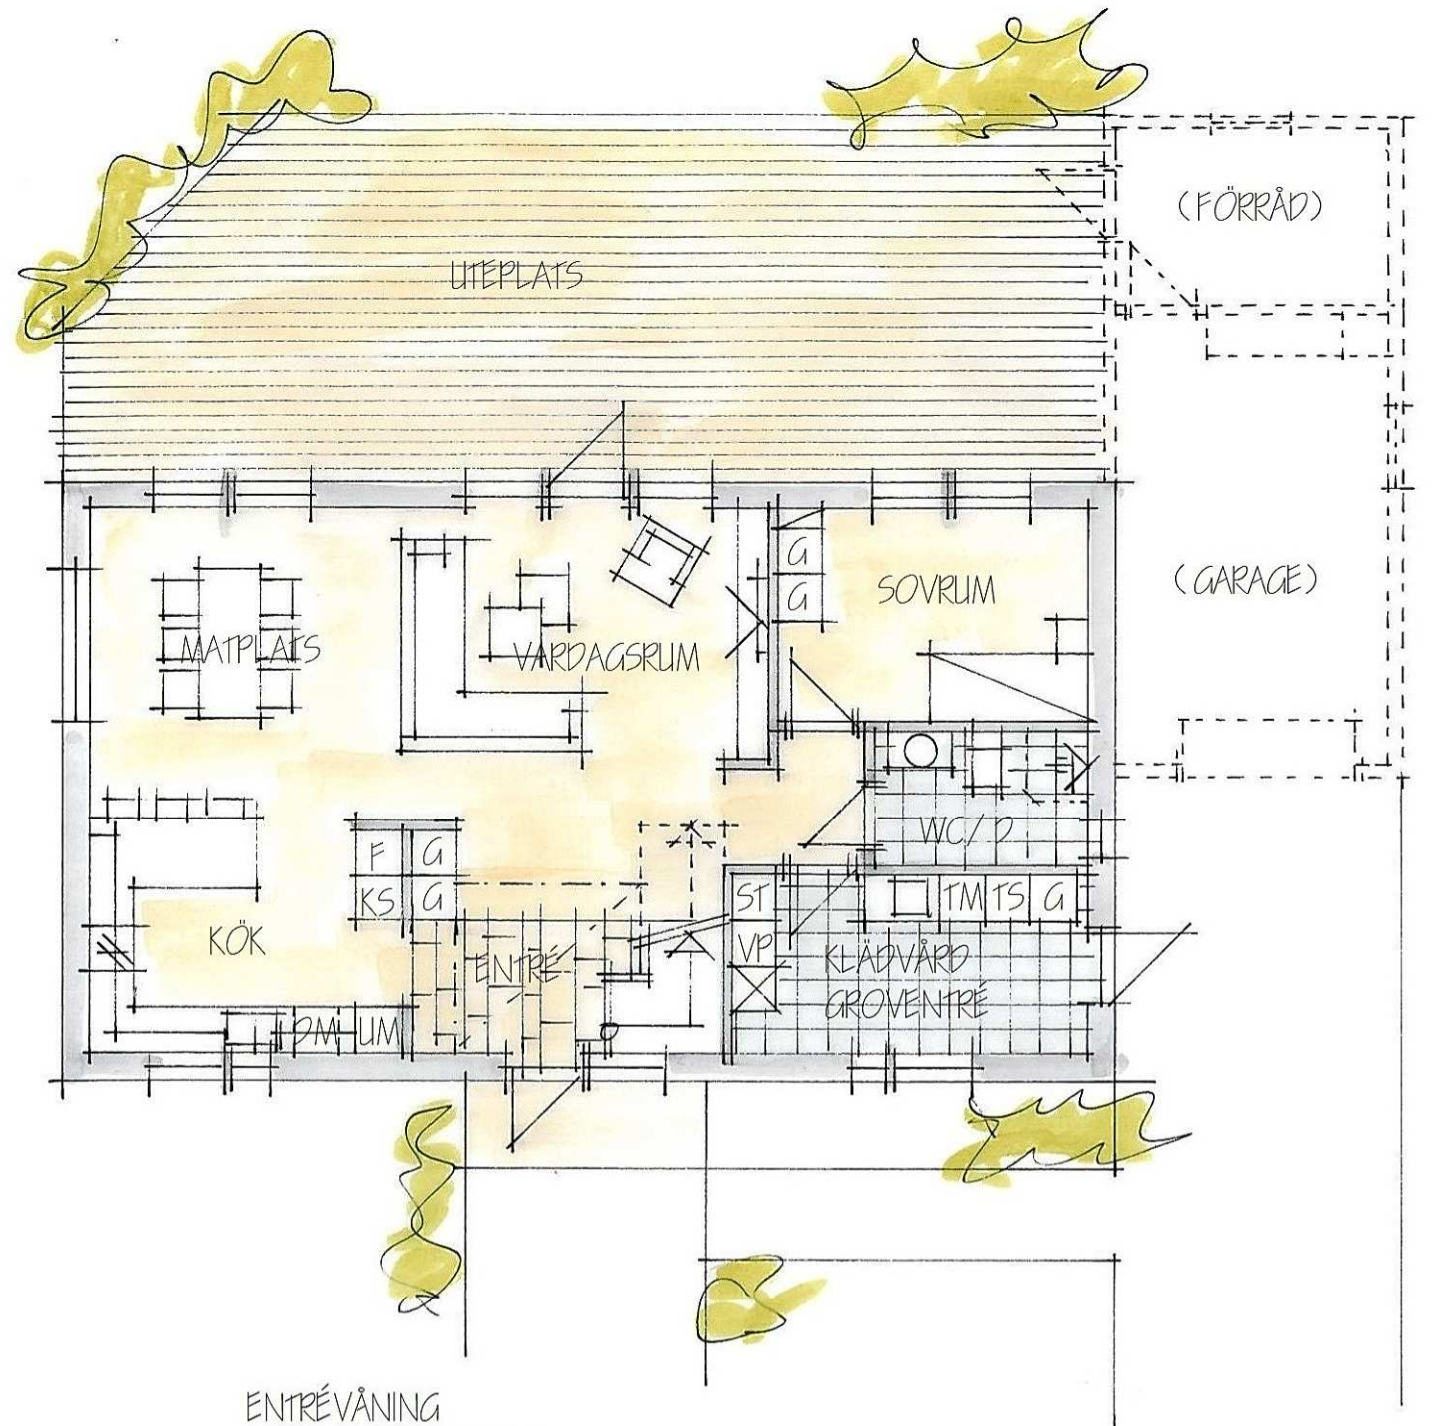 (FÖRRÅD)
UTEPLATS
G
G
SOVRUM
(GARAGE)
MATPLATS
VARDAGSRUM
WC/D
F G
KS G
ST
TM TS G
KÖK
ENTRÉ
VP
KLÄDVÅRD
GROVENTRÉ
DM UM
ENTRÉVÅNING